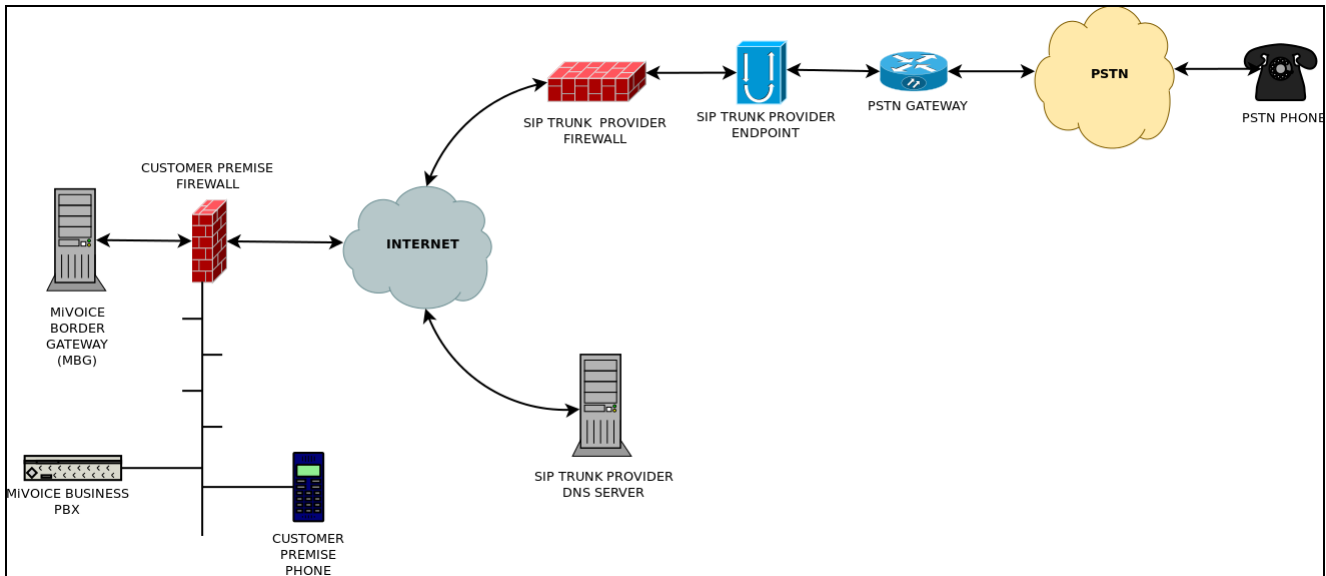 PSTN
PSTN GATEWAY
PSTN PHONE
SIP TRUNK PROVIDER
ENDPOINT
SIP TRUNK  PROVIDER
FIREWALL
CUSTOMER PREMISE
FIREWALL
INTERNET
MiVOICE
BORDER
GATEWAY
(MBG)
SIP TRUNK PROVIDER
DNS SERVER
MiVOICE BUSINESS
PBX
CUSTOMER
PREMISE
PHONE